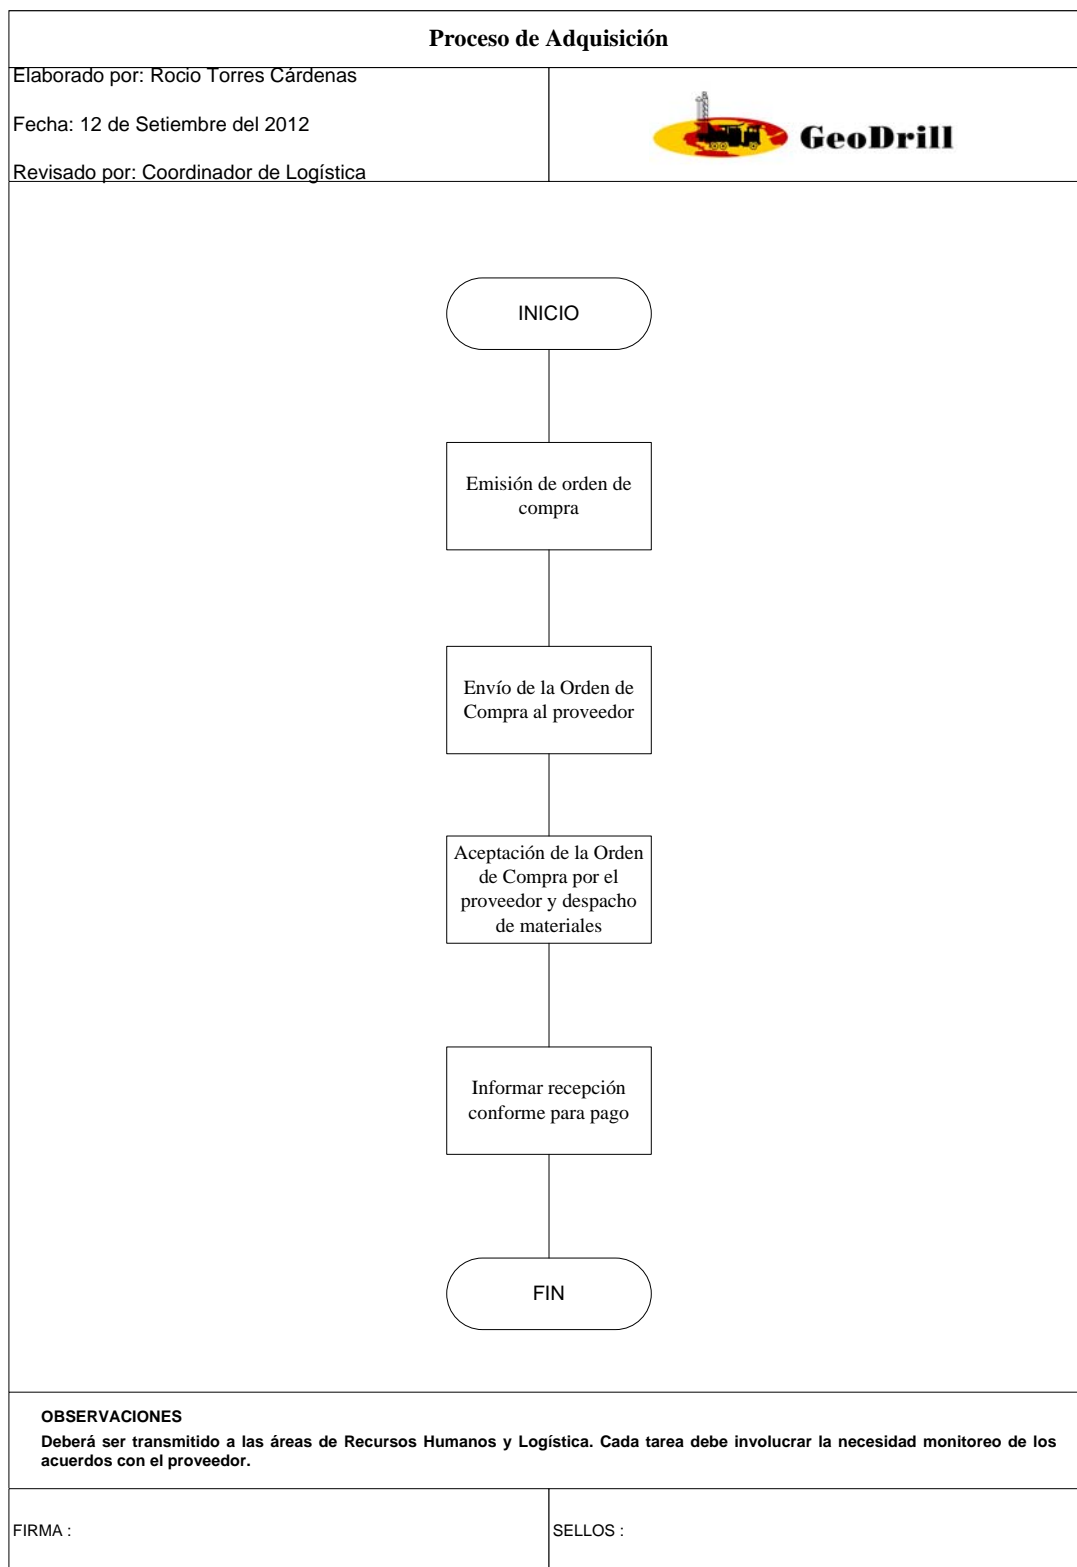 Proceso de Adquisición
Elaborado por: Rocio Torres Cárdenas
Fecha: 12 de Setiembre del 2012
Revisado por: Coordinador de Logística
GeoDrill
INICIO
Emisión de orden de
compra
Envío de la Orden de
Compra al proveedor
Aceptación de la Orden
de Compra por el
proveedor y despacho
de materiales
Informar recepción
conforme para pago
FIN
OBSERVACIONES
Deberá ser transmitido a las áreas de Recursos Humanos y Logística. Cada tarea debe involucrar la necesidad monitoreo de los
acuerdos con el proveedor.
FIRMA :
SELLOS :